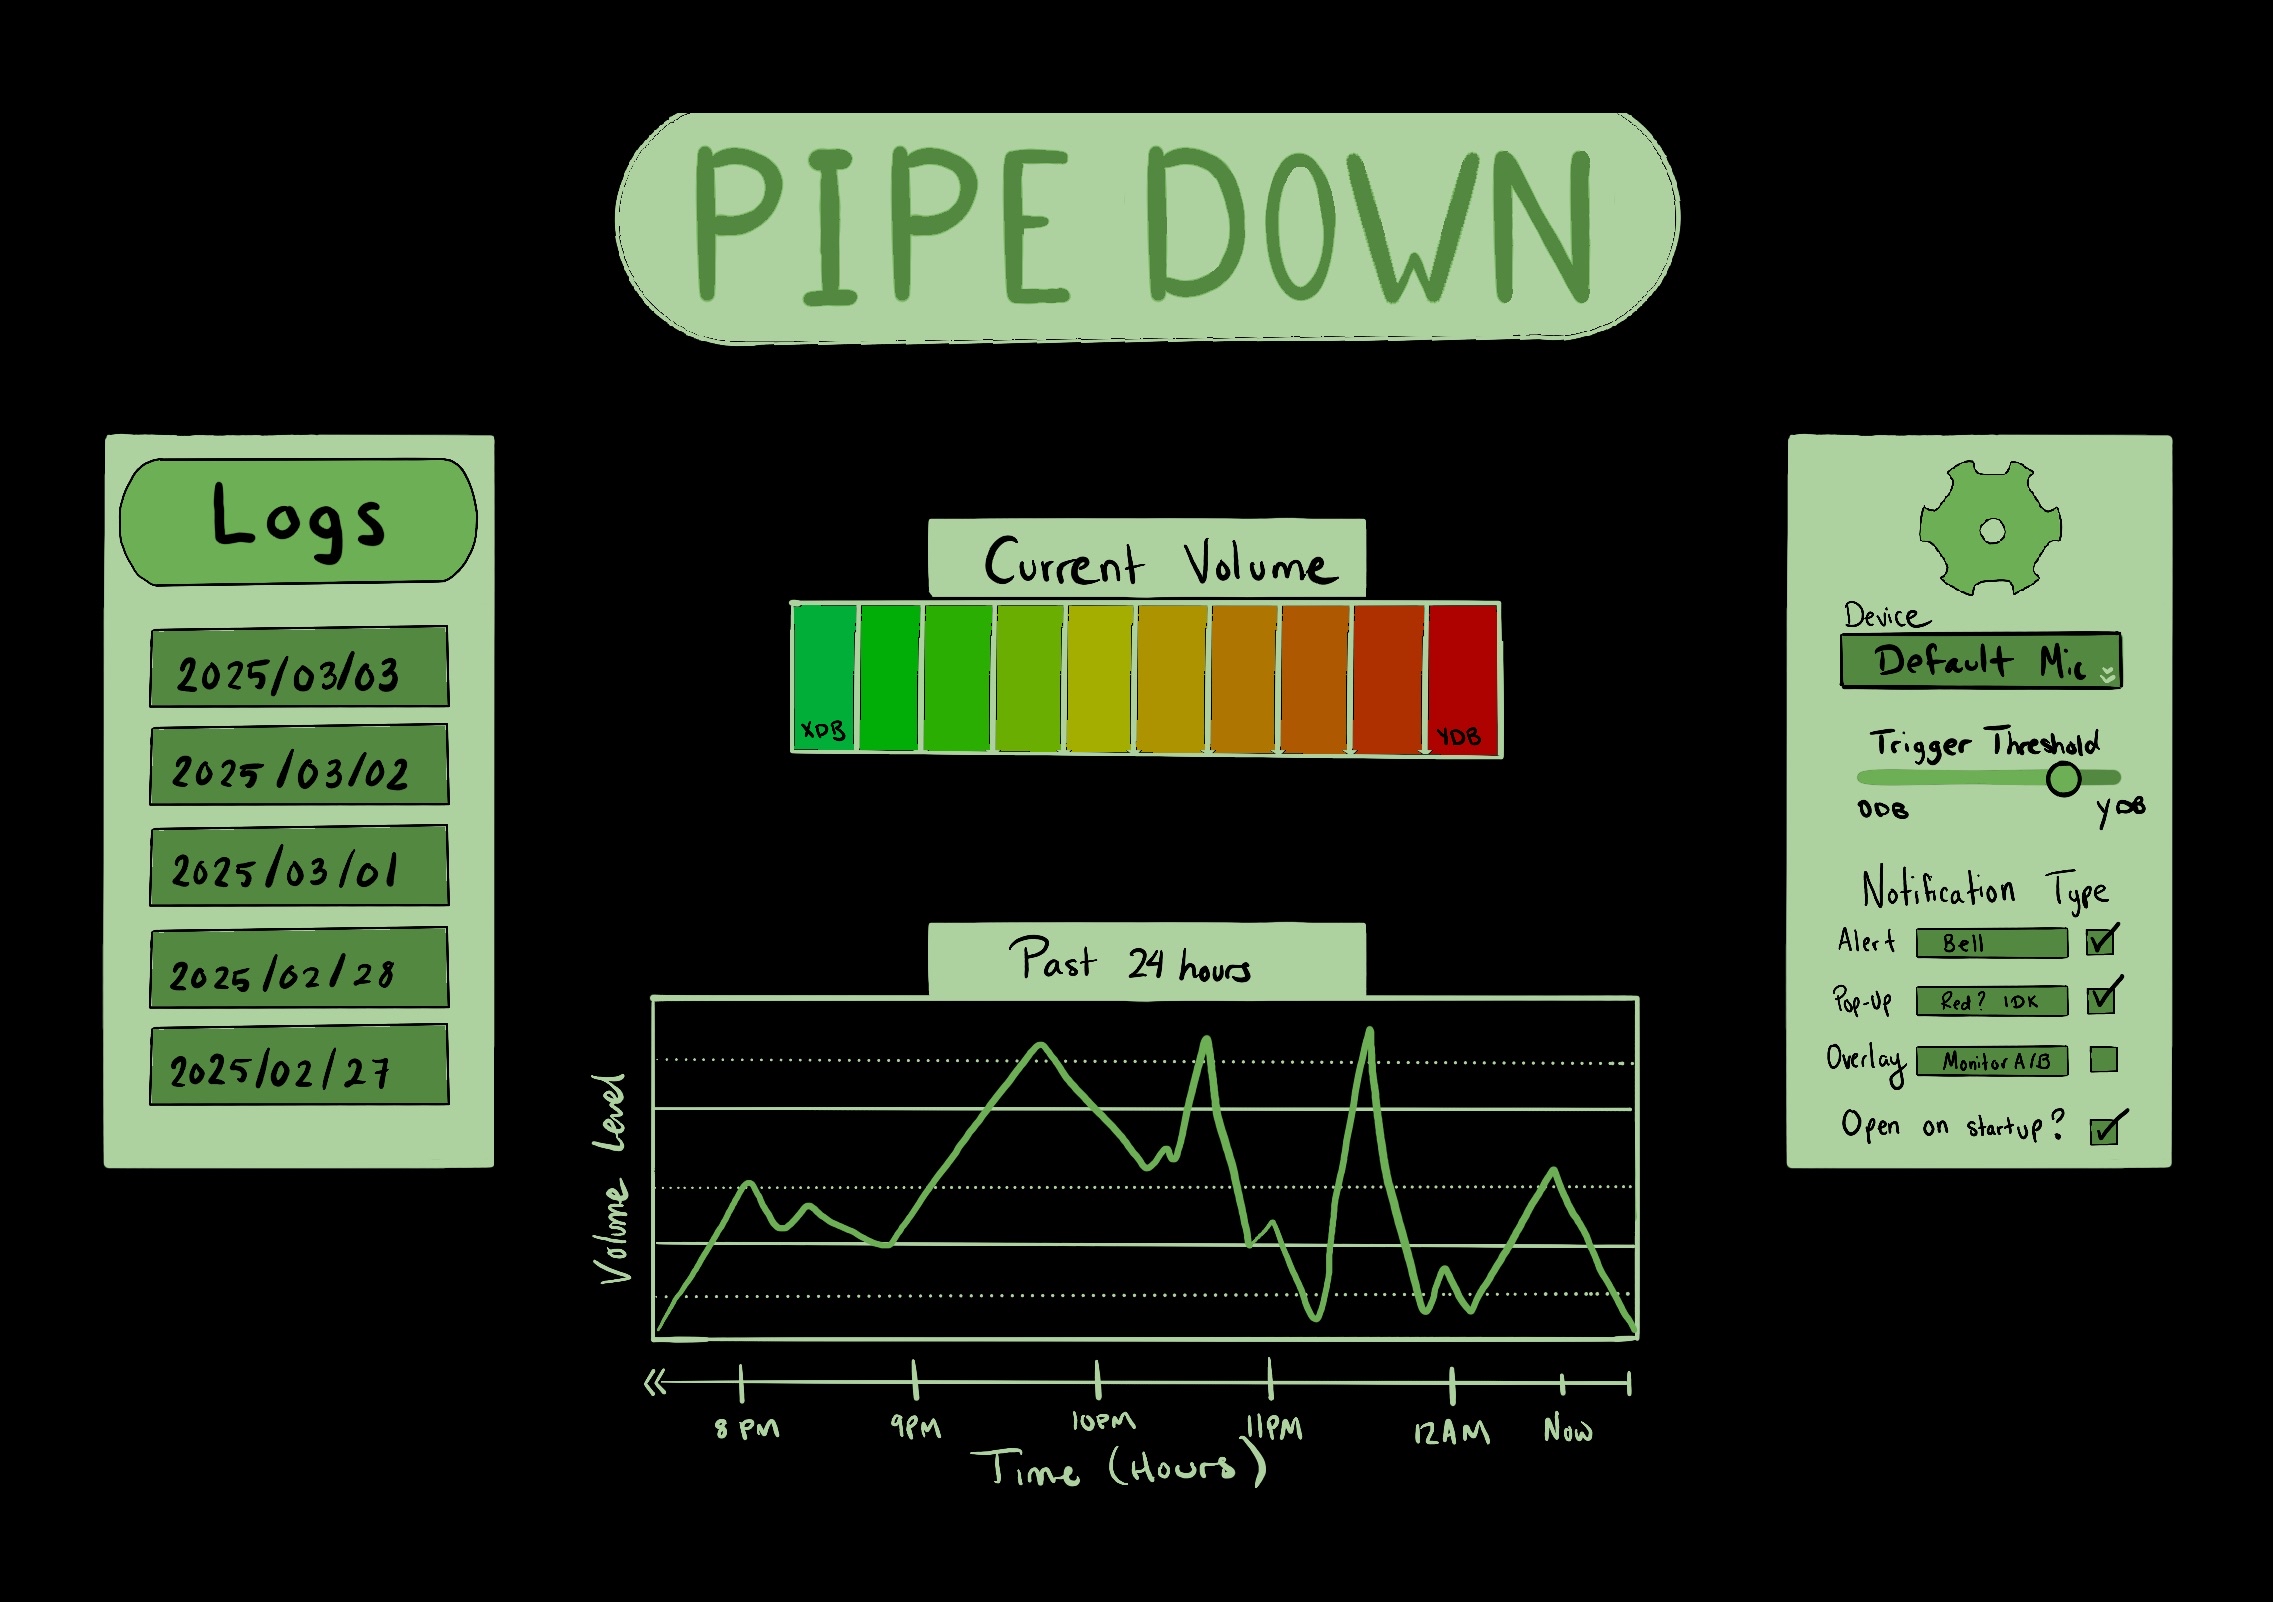 PIPE DOWN
Logs
2025/03/03
2025/03/02
2025/03/01
2025/02/28
2025/02/27
Current Volume
XDB
YDB
Past 24 hours
Volume Level
8 PM
9PM
10PM
11PM
12AM
Now
Time (Hours)
Device
Default Mic
Trigger Threshold
0DB
YDB
Notification Type
Alert Bell
Pop-Up Red? IDK
Overlay Monitor A/B
Open on startup?